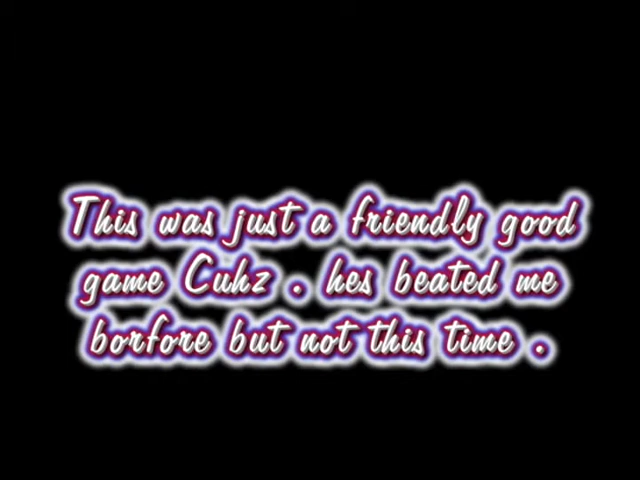 This was just a friendly good
game Cuhz . hes beated me
borfore but not this time .